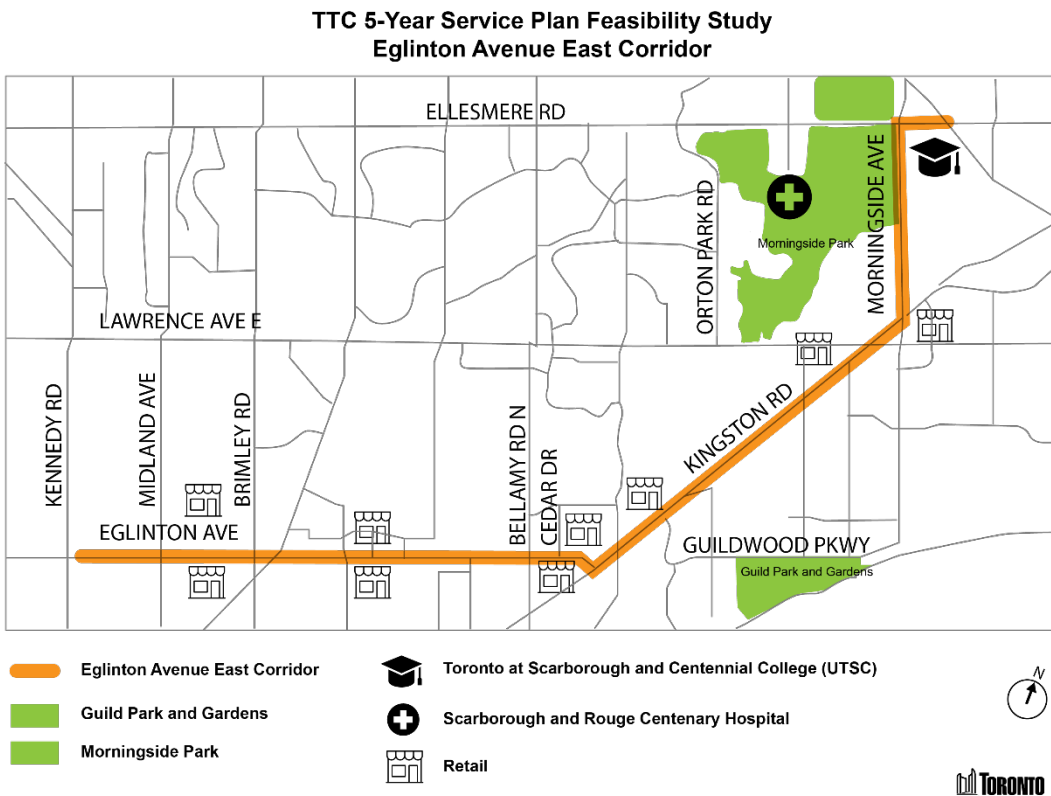 TTC 5-Year Service Plan Feasibility Study
Eglinton Avenue East Corridor
ELLESMERE RD
MORNINGSIDE AVE
ORTON PARK RD
Morningside Park
LAWRENCE AVE E
KENNEDY RD
MIDLAND AVE
BRIMLEY RD
BELLAMY RD N
CEDAR DR
KINGSTON RD
EGLINTON AVE
GUILDWOOD PKWY
Guild Park and Gardens
Eglinton Avenue East Corridor
Guild Park and Gardens
Morningside Park
Toronto at Scarborough and Centennial College (UTSC)
Scarborough and Rouge Centenary Hospital
Retail
N
TORONTO